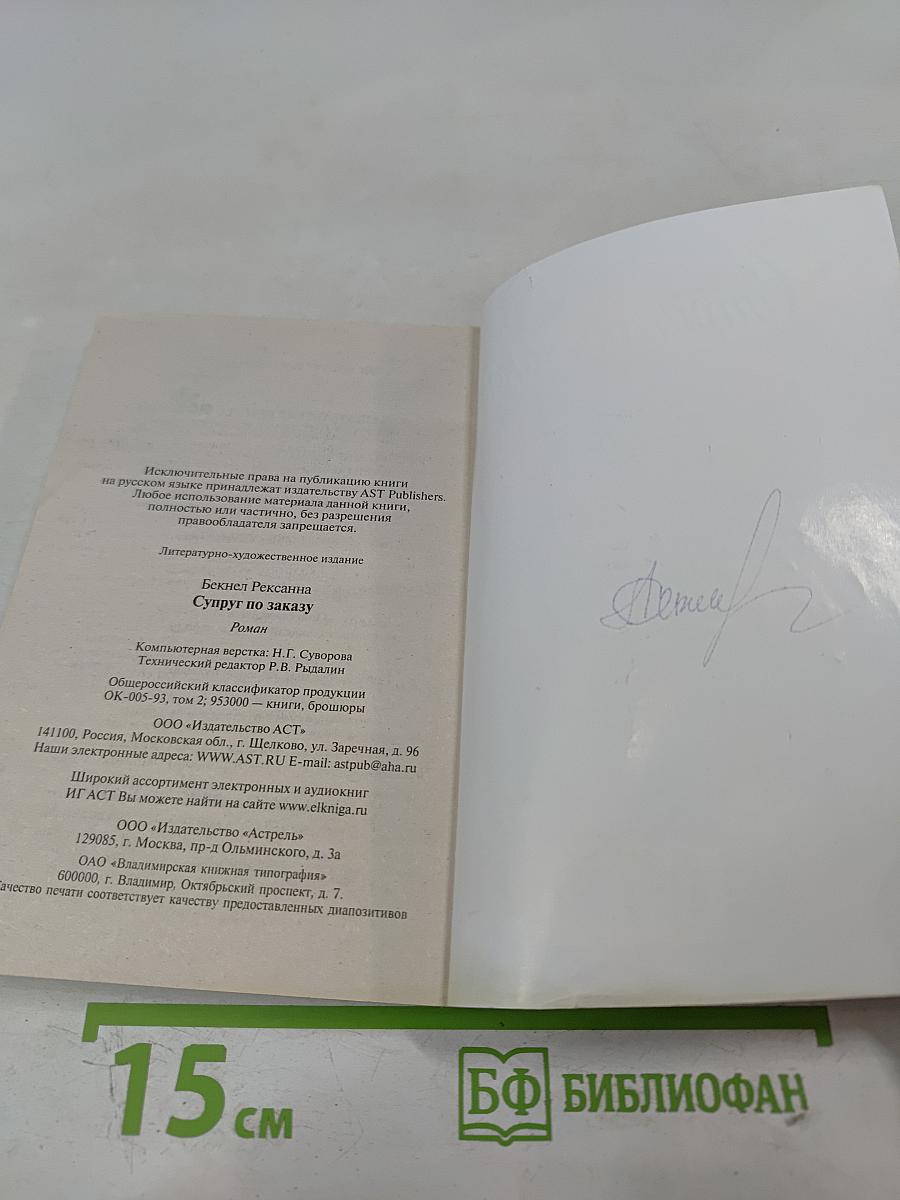 Исключительные права на публикацию книги
на русском языке принадлежат издательству AST Publishers.
Любое использование материала данной книги,
полностью или частично, без разрешения
правообладателя запрещается.
Литературно-художественное издание
Бекнел Рексанна
Супруг по заказу
Роман
Компьютерная верстка: Н.Г. Суворова
Технический редактор Р.В. Рыдалин
Общероссийский классификатор продукции
ОК-005-93, том 2; 953000 — книги, брошюры
ООО «Издательство АСТ»
141100, Россия, Московская обл., г. Щелково, ул. Заречная, д. 96
Наши электронные адреса: WWW.AST.RU E-mail: astpub@aha.ru
Широкий ассортимент электронных и аудиокниг
ИГ АСТ Вы можете найти на сайте www.elkniga.ru
ООО «Издательство «Астрель»
129085, г. Москва, пр-д Ольминского, д. 3а
ОАО «Владимирская книжная типография»
600000, г. Владимир, Октябрьский проспект, д. 7.
ачество печати соответствует качеству предоставленных диапозитивов
15 см
БФ БИБЛИОФАН